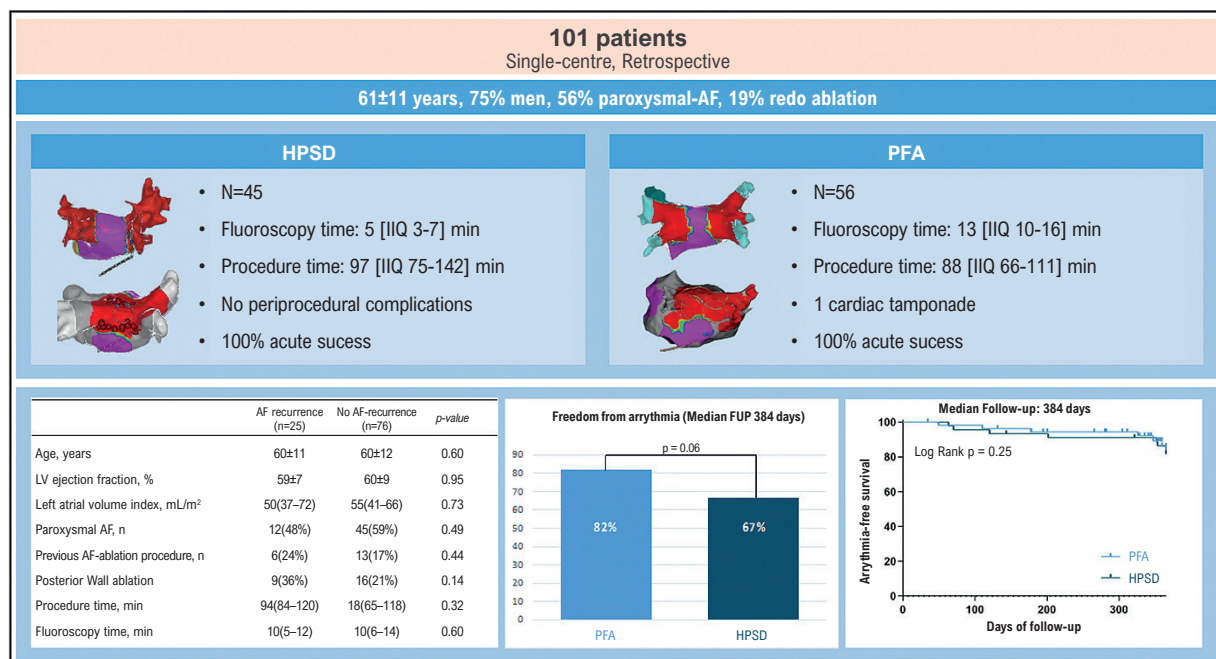 101 patients
Single-centre, Retrospective
61±11 years, 75% men, 56% paroxysmal-AF, 19% redo ablation
HPSD
• N=45
• Fluoroscopy time: 5 [IIQ 3-7] min
• Procedure time: 97 [IIQ 75-142] min
• No periprocedural complications
• 100% acute sucess
PFA
• N=56
• Fluoroscopy time: 13 [IIQ 10-16] min
• Procedure time: 88 [IIQ 66-111] min
• 1 cardiac tamponade
• 100% acute sucess
AF recurrence (n=25) No AF-recurrence (n=76) p-value
Age, years 60±11 60±12 0.60
LV ejection fraction, % 59±7 60±9 0.95
Left atrial volume index, mL/m² 50(37–72) 55(41–66) 0.73
Paroxysmal AF, n 12(48%) 45(59%) 0.49
Previous AF-ablation procedure, n 6(24%) 13(17%) 0.44
Posterior Wall ablation 9(36%) 16(21%) 0.14
Procedure time, min 94(84–120) 18(65–118) 0.32
Fluoroscopy time, min 10(5–12) 10(6–14) 0.60
Freedom from arrythmia (Median FUP 384 days)
p = 0.06
90
80
70
60
50
40
30
20
10
0
82%
67%
PFA HPSD
Median Follow-up: 384 days
Log Rank p = 0.25
Arrythmia-free survival
100
80
60
40
20
0
PFA
HPSD
0 100 200 300
Days of follow-up